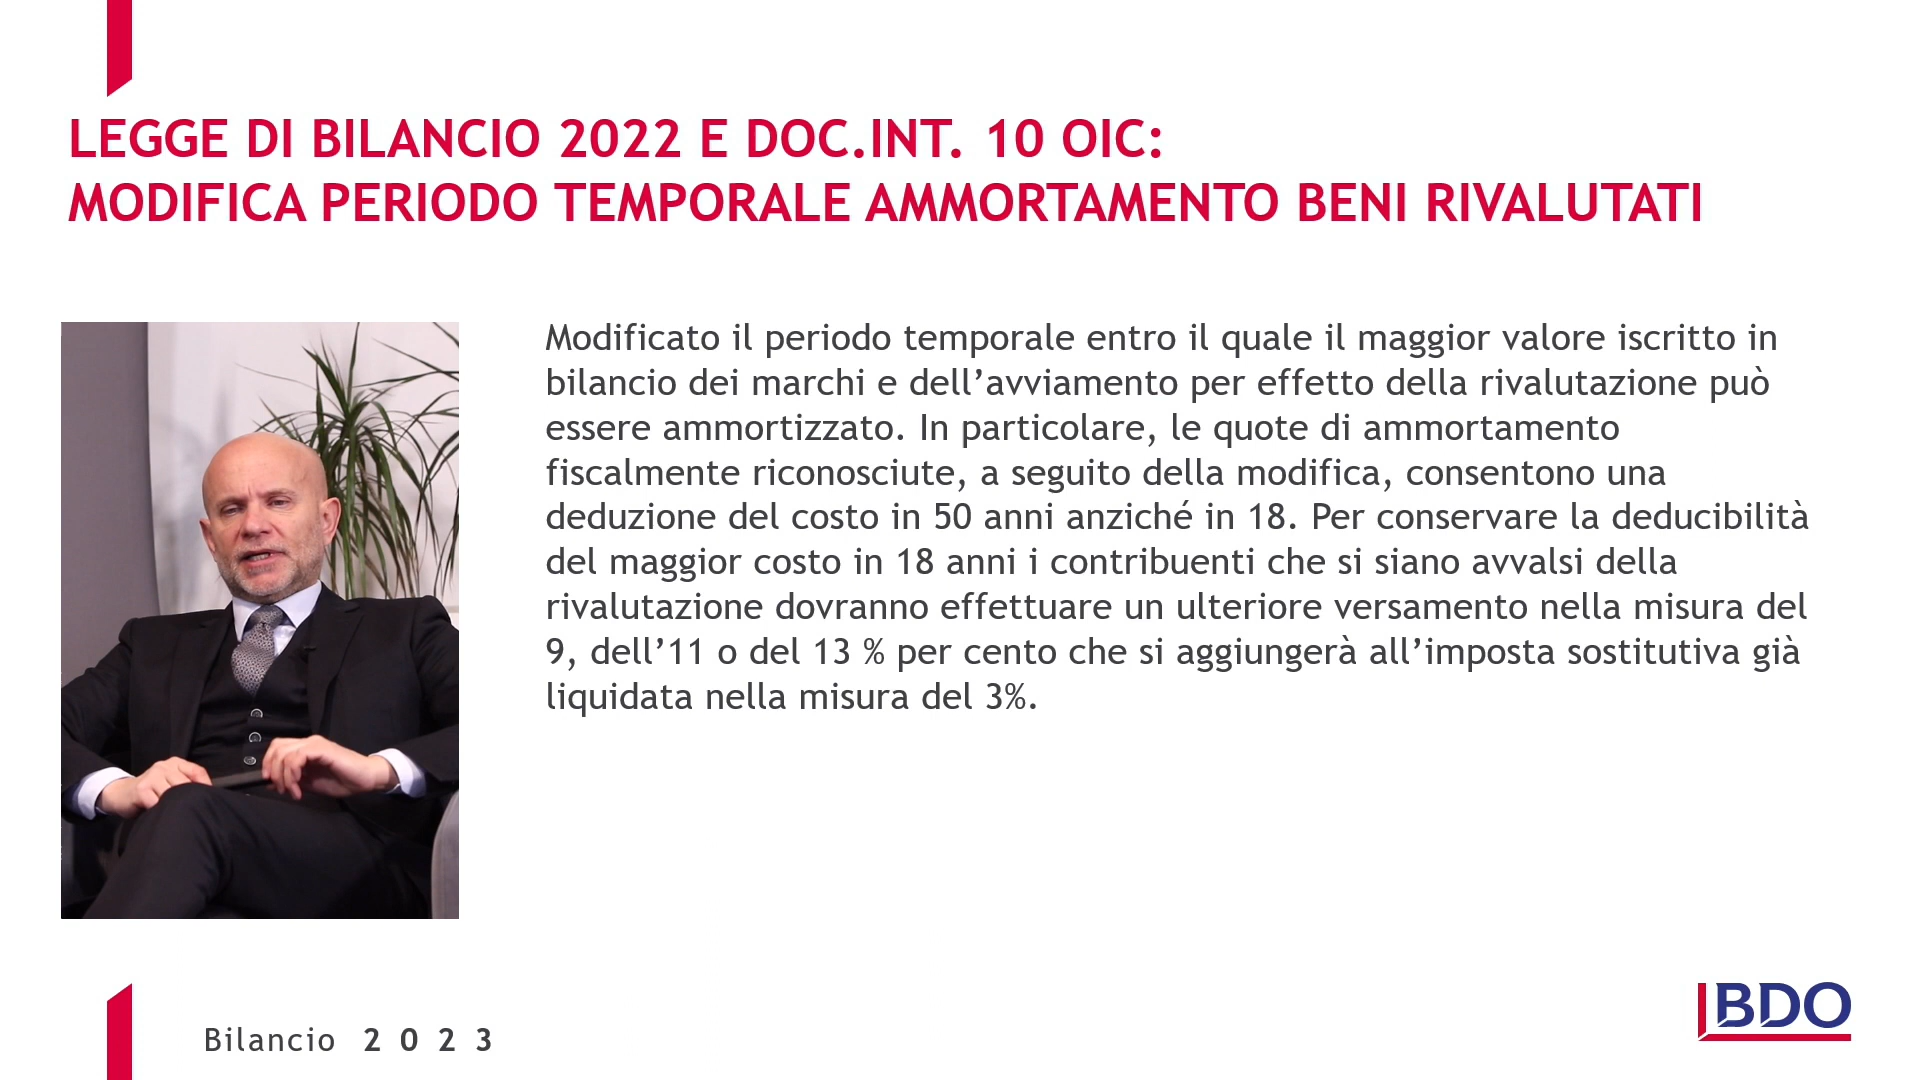 LEGGE DI BILANCIO 2022 E DOC.INT. 10 OIC:
MODIFICA PERIODO TEMPORALE AMMORTAMENTO BENI RIVALUTATI
Modificato il periodo temporale entro il quale il maggior valore iscritto in
bilancio dei marchi e dell’avviamento per effetto della rivalutazione può
essere ammortizzato. In particolare, le quote di ammortamento
fiscalmente riconosciute, a seguito della modifica, consentono una
deduzione del costo in 50 anni anziché in 18. Per conservare la deducibilità
del maggior costo in 18 anni i contribuenti che si siano avvalsi della
rivalutazione dovranno effettuare un ulteriore versamento nella misura del
9, dell’11 o del 13 % per cento che si aggiungerà all’imposta sostitutiva già
liquidata nella misura del 3%.
Bilancio 2023
BDO